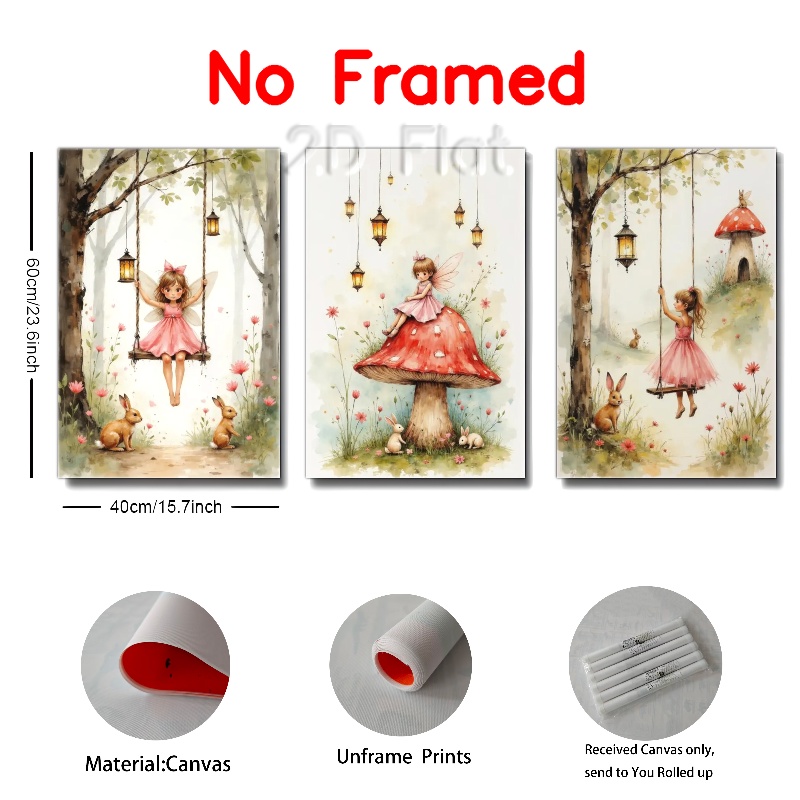 No Framed
2D Flat
60cm/23.6inch
40cm/15.7inch
Material:Canvas
Unframe Prints
Received Canvas only,
send to You Rolled up